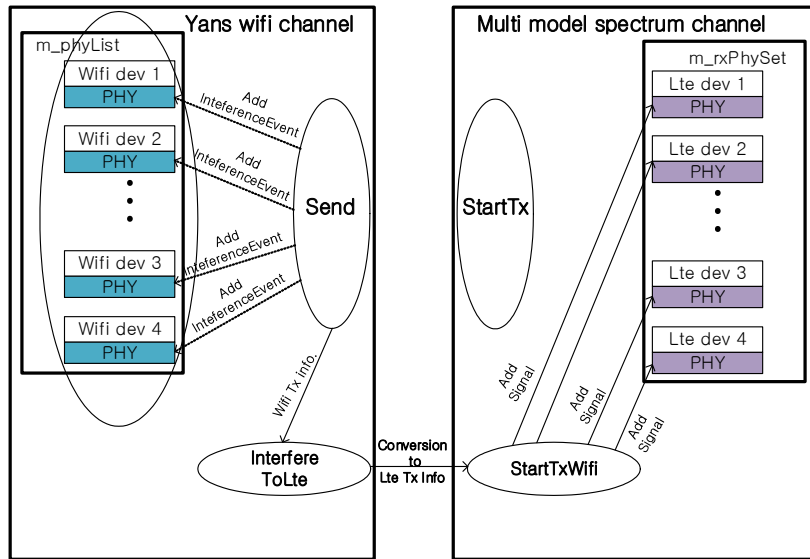 Yans wifi channel
m_phyList
Wifi dev 1
PHY
Wifi dev 2
PHY
Wifi dev 3
PHY
Wifi dev 4
PHY
Add
InteferenceEvent
Add
InteferenceEvent
Add
InteferenceEvent
Add
InteferenceEvent
Send
Wifi Tx info.
Interfere
ToLte
Conversion
to
Lte Tx Info
Multi model spectrum channel
m_rxPhySet
Lte dev 1
PHY
Lte dev 2
PHY
Lte dev 3
PHY
Lte dev 4
PHY
StartTx
Add
Signal
Add
Signal
Add
Signal
StartTxWifi